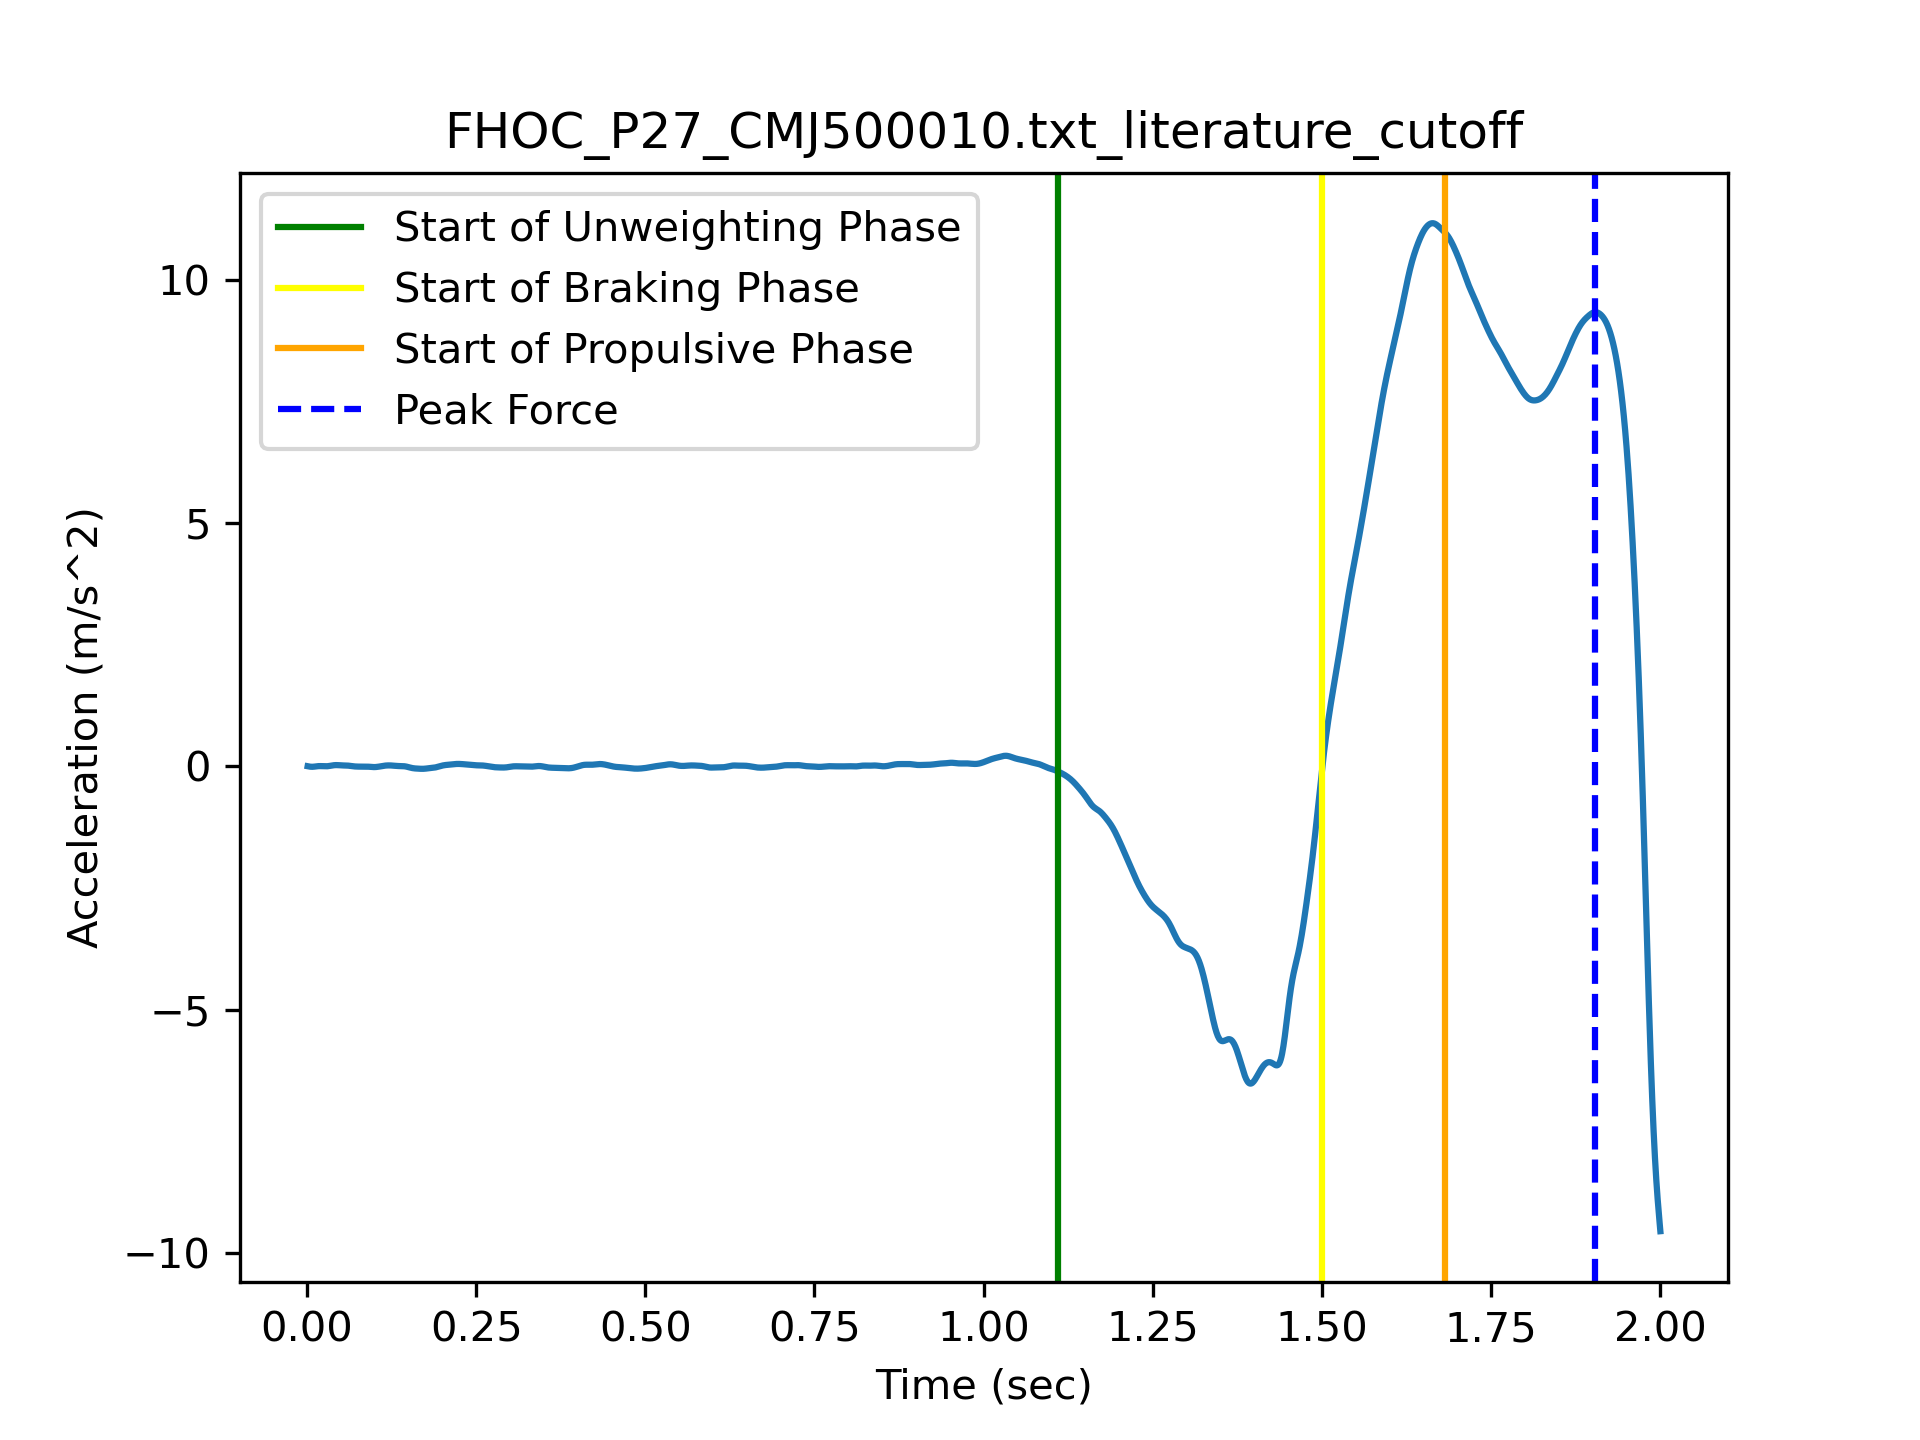 FHOC_P27_CMJ500010.txt_literature_cutoff
Start of Unweighting Phase
Start of Braking Phase
Start of Propulsive Phase
Peak Force
Acceleration (m/s^2)
10
5
0
−5
−10
0.00 0.25 0.50 0.75 1.00 1.25 1.50 1.75 2.00
Time (sec)